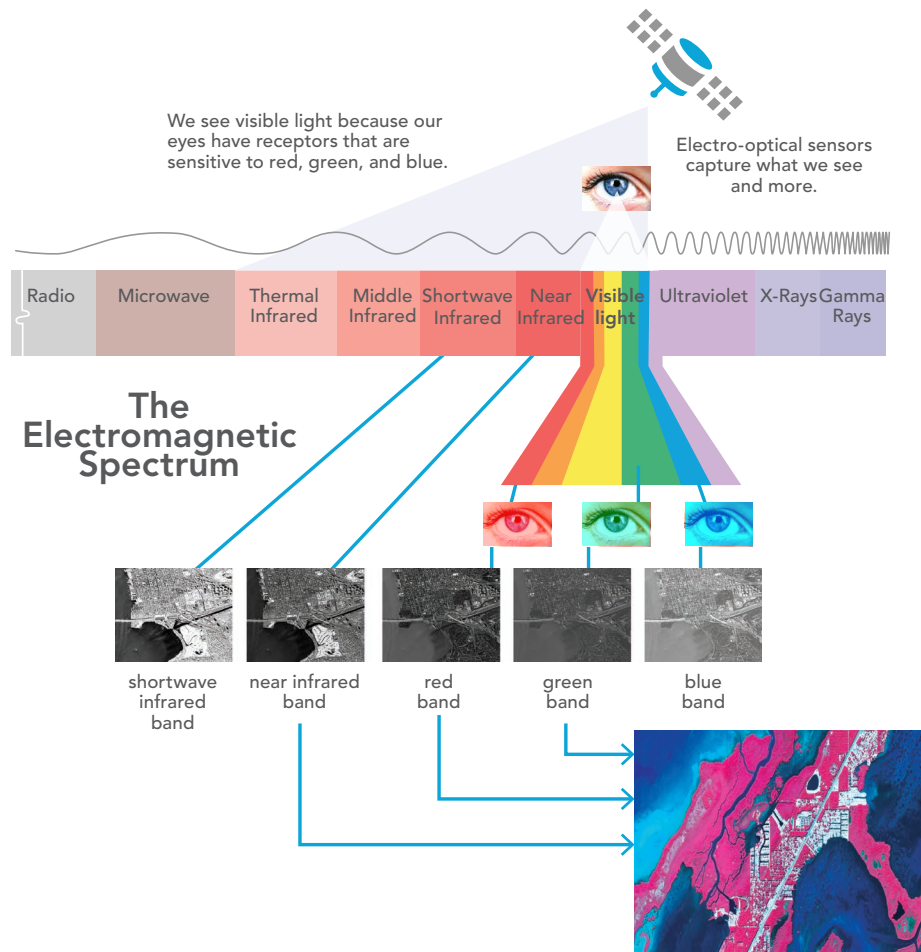 We see visible light because our
eyes have receptors that are
sensitive to red, green, and blue.
Electro-optical sensors
capture what we see
and more.
Radio
Microwave
Thermal
Infrared
Middle
Infrared
Shortwave
Infrared
Near
Infrared
Visible
light
Ultraviolet
X-Rays
Gamma
Rays
The
Electromagnetic
Spectrum
shortwave
infrared
band
near infrared
band
red
band
green
band
blue
band